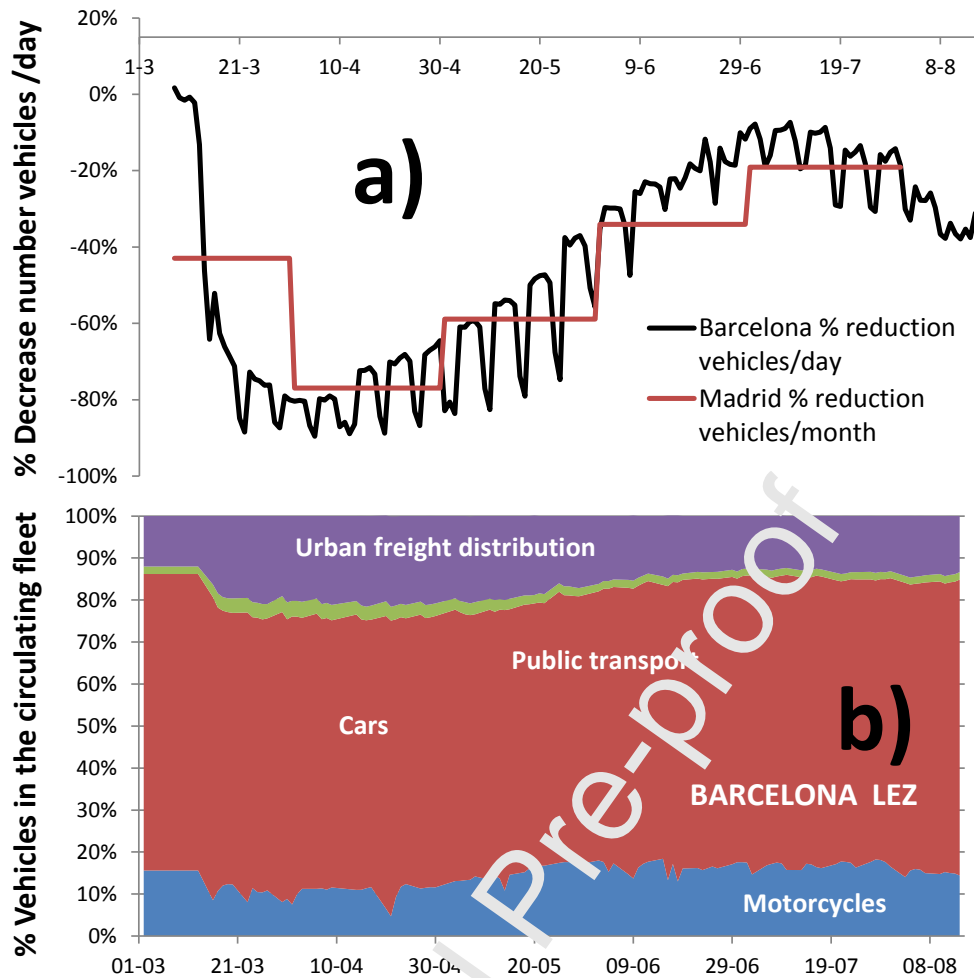 % Decrease number vehicles /day
20%
1-3 21-3 10-4 30-4 20-5 9-6 29-6 19-7 8-8
0%
-20%
-40%
-60%
-80%
-100%
a)
Barcelona % reduction
vehicles/day
Madrid % reduction
vehicles/month
% Vehicles in the circulating fleet
100%
90%
80%
70%
60%
50%
40%
30%
20%
10%
0%
Urban freight distribution
Public transport
Cars
b)
BARCELONA LEZ
Motorcycles
Pre-proof
01-03 21-03 10-04 30-04 20-05 09-06 29-06 19-07 08-08